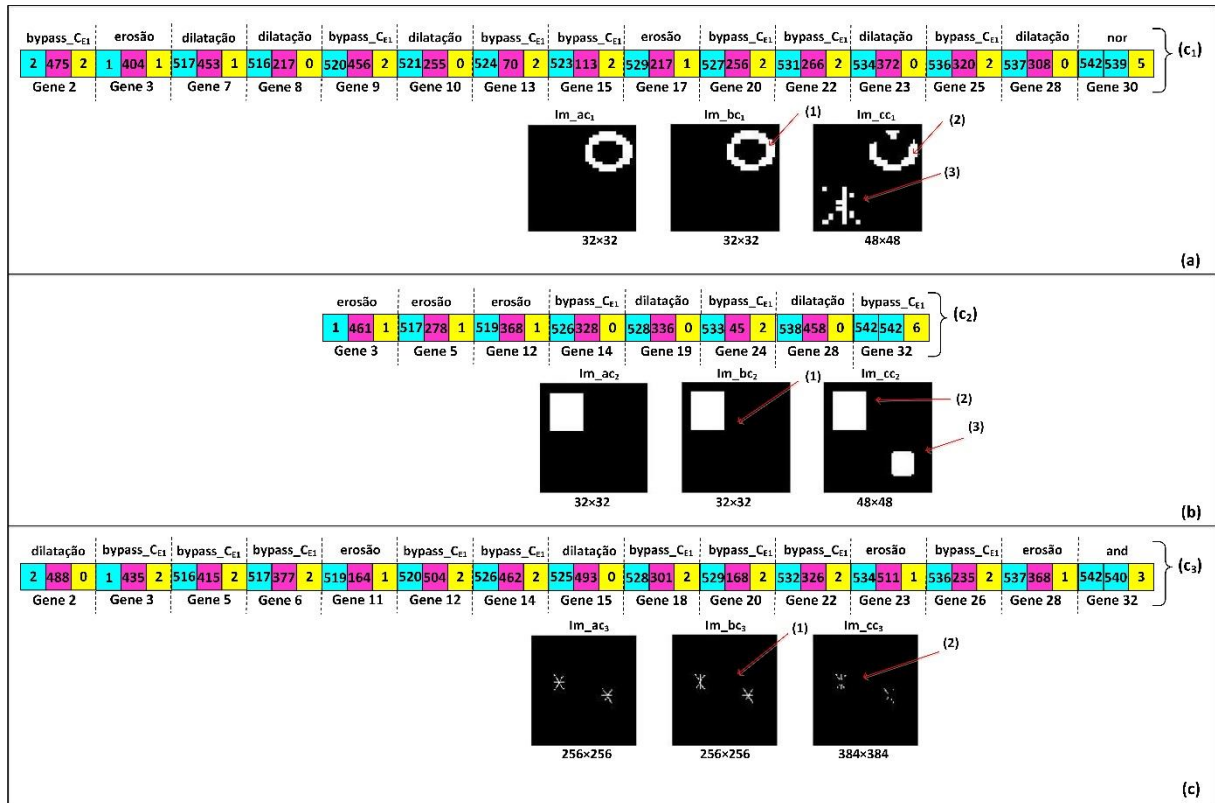 bypass_CE1 erosão dilatação dilatação bypass_CE1 dilatação bypass_CE1 bypass_CE1 erosão bypass_CE1 bypass_CE1 dilatação bypass_CE1 dilatação nor
2 475 2 1 404 1 517 453 1 516 217 0 520 456 2 521 255 0 524 70 2 523 113 2 529 217 1 527 256 2 531 266 2 534 372 0 536 320 2 537 308 0 542 539 5 (c1)
Gene 2 Gene 3 Gene 7 Gene 8 Gene 9 Gene 10 Gene 13 Gene 15 Gene 17 Gene 20 Gene 22 Gene 23 Gene 25 Gene 28 Gene 30
Im_ac1 Im_bc1 Im_cc1
(1) (2)
(3)
32×32 32×32 48×48
(a)
erosão erosão erosão bypass_CE1 dilatação bypass_CE1 dilatação bypass_CE1
1 461 1 517 278 1 519 368 1 526 328 0 528 336 0 533 45 2 538 458 0 542 542 6 (c2)
Gene 3 Gene 5 Gene 12 Gene 14 Gene 19 Gene 24 Gene 28 Gene 32
Im_ac2 Im_bc2 Im_cc2
(1) (2)
(3)
32×32 32×32 48×48
(b)
dilatação bypass_CE1 bypass_CE1 bypass_CE1 erosão bypass_CE1 bypass_CE1 dilatação bypass_CE1 bypass_CE1 bypass_CE1 erosão bypass_CE1 erosão and
2 488 0 1 435 2 516 415 2 517 377 2 519 164 1 520 504 2 526 462 2 525 493 0 528 301 2 529 168 2 532 326 2 534 511 1 536 235 2 537 368 1 542 540 3 (c3)
Gene 2 Gene 3 Gene 5 Gene 6 Gene 11 Gene 12 Gene 14 Gene 15 Gene 18 Gene 20 Gene 22 Gene 23 Gene 26 Gene 28 Gene 32
Im_ac3 Im_bc3 Im_cc3
(1) (2)
256×256 256×256 384×384
(c)